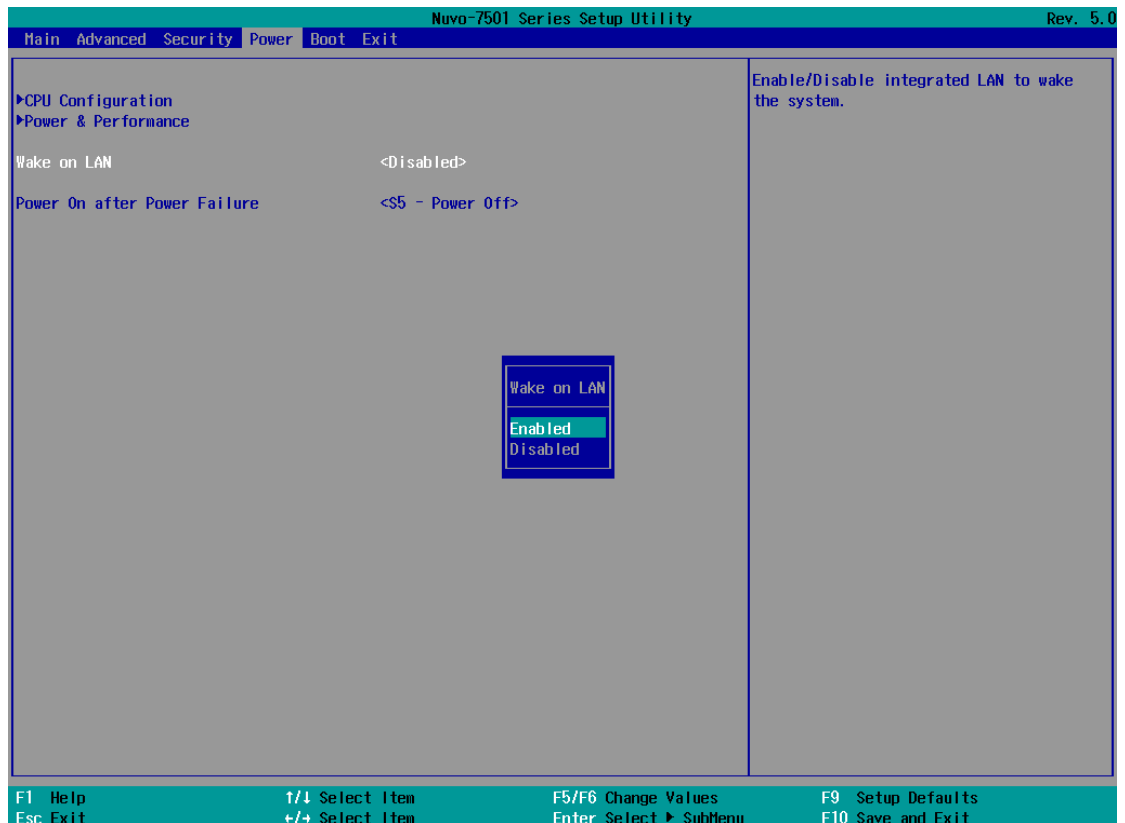 Nuvo-7501 Series Setup Utility Rev. 5.0
Main Advanced Security Power Boot Exit
▶CPU Configuration
▶Power & Performance
Wake on LAN <Disabled>
Power On after Power Failure <S5 - Power Off>
Enable/Disable integrated LAN to wake
the system.
Wake on LAN
Enabled
Disabled
F1 Help ↑/↓ Select Item F5/F6 Change Values F9 Setup Defaults
Esc Exit ←/→ Select Item Enter Select ▶ SubMenu F10 Save and Exit